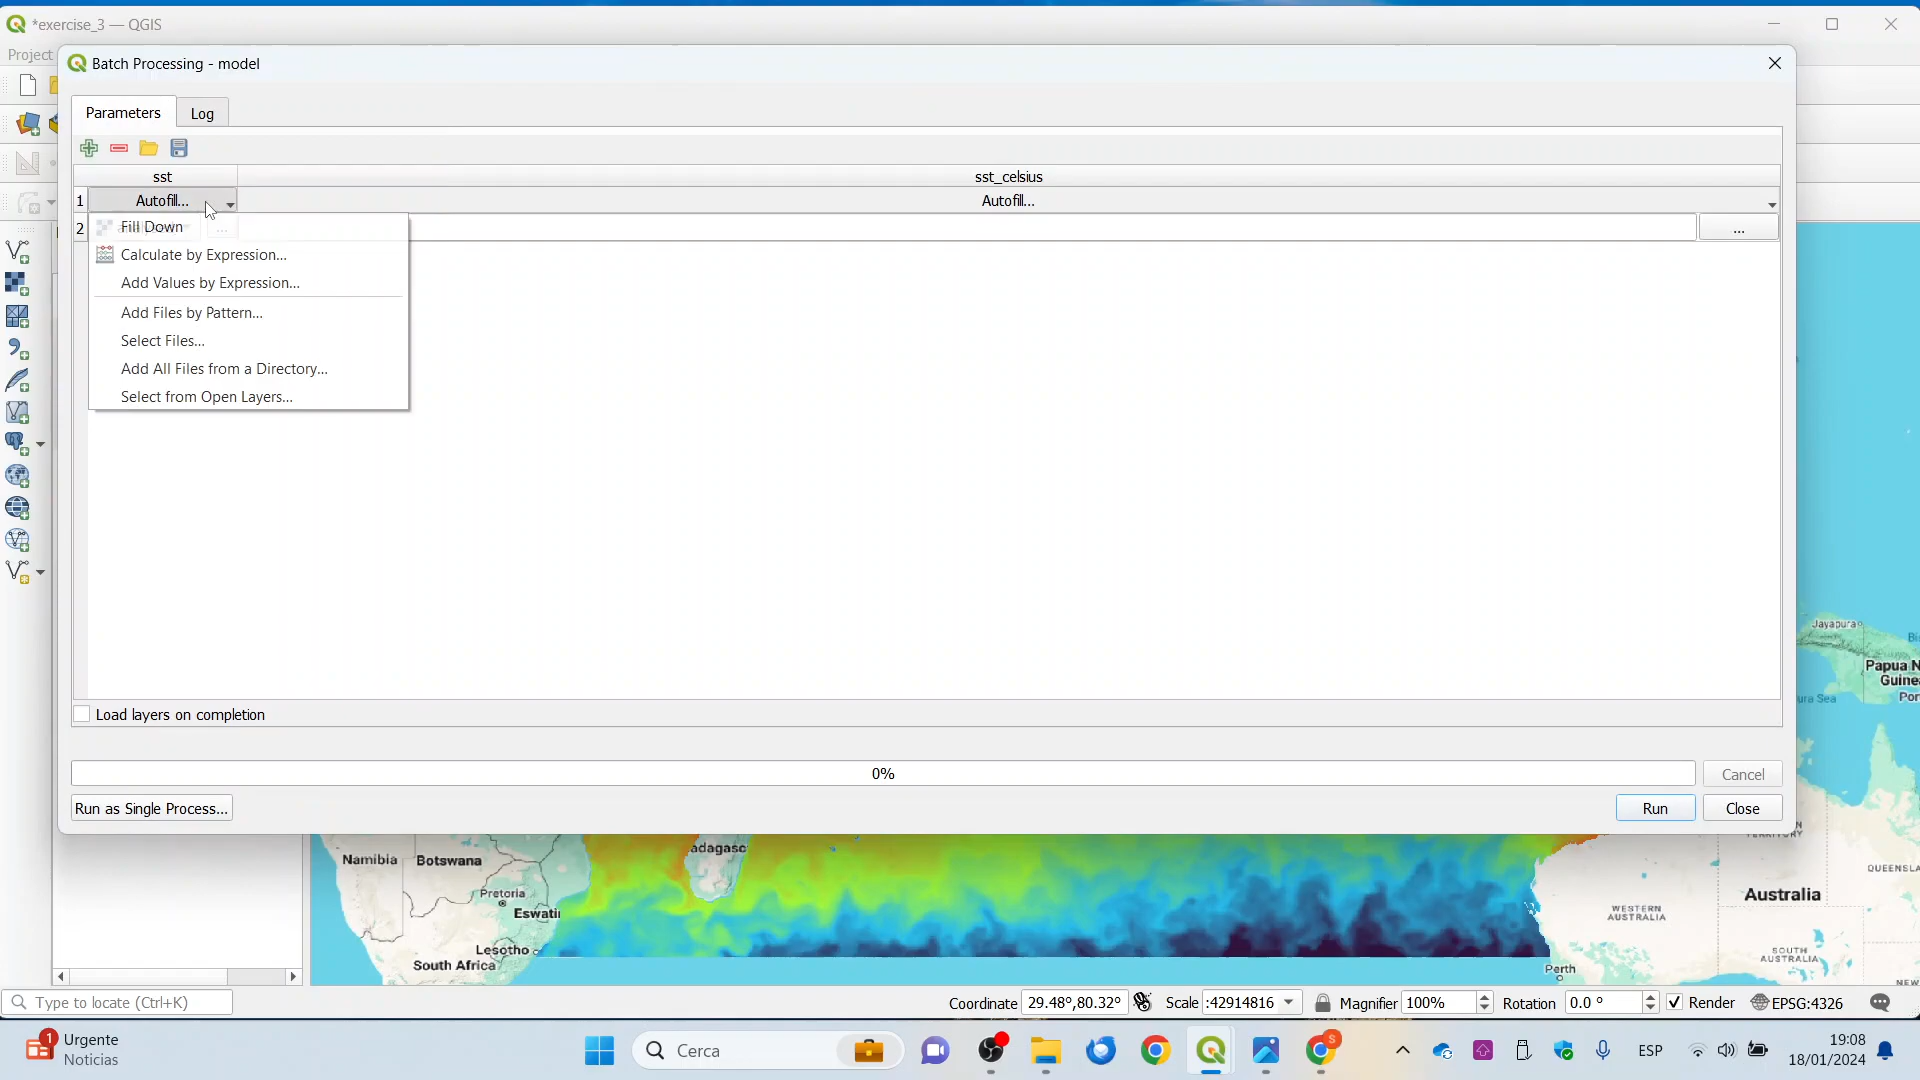 *exercise_3 — QGIS
Project
Batch Processing - model
Parameters
Log
sst
sst_celsius
1
Autofill...
Autofill...
2
Fill Down
...
...
Calculate by Expression...
Add Values by Expression...
Add Files by Pattern...
Select Files...
Add All Files from a Directory...
Select from Open Layers...
Load layers on completion
0%
Cancel
Run as Single Process...
Run
Close
Jayapura
Papua N
Guine
Por
Namibia
Botswana
adagasc
TERRITORY
QUEENSLA
Pretoria
Eswati
WESTERN
AUSTRALIA
Australia
Lesotho
South Africa
SOUTH
AUSTRALIA
Perth
NEW
Type to locate (Ctrl+K)
Coordinate
29.48°,80.32°
Scale
:42914816
Magnifier
100%
Rotation
0.0 °
Render
EPSG:4326
1
Urgente
Noticias
Cerca
S
ESP
19:08
18/01/2024